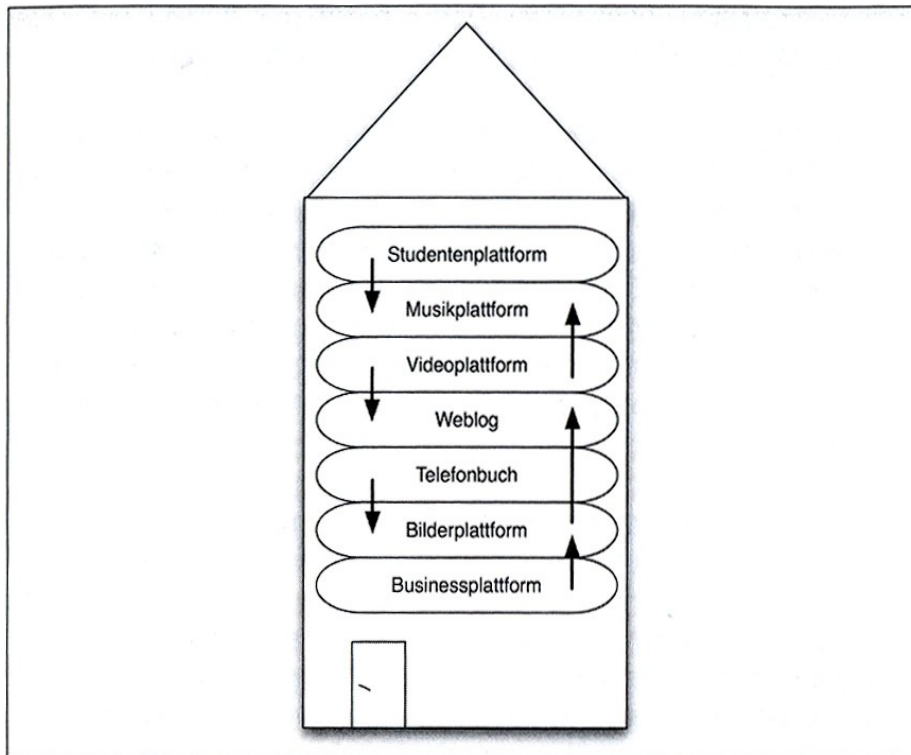 Studentenplattform
Musikplattform
Videoplattform
Weblog
Telefonbuch
Bilderplattform
Businessplattform